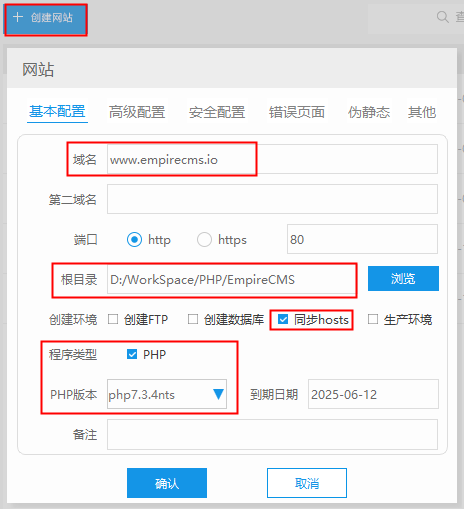 + 创建网站
网站
基本配置 高级配置 安全配置 错误页面 伪静态 其他
域名 www.empirecms.io
第二域名
端口 http https 80
根目录 D:/WorkSpace/PHP/EmpireCMS 浏览
创建环境 创建FTP 创建数据库 同步hosts 生产环境
程序类型 PHP
PHP版本 php7.3.4nts 到期日期 2025-06-12
备注
确认 取消